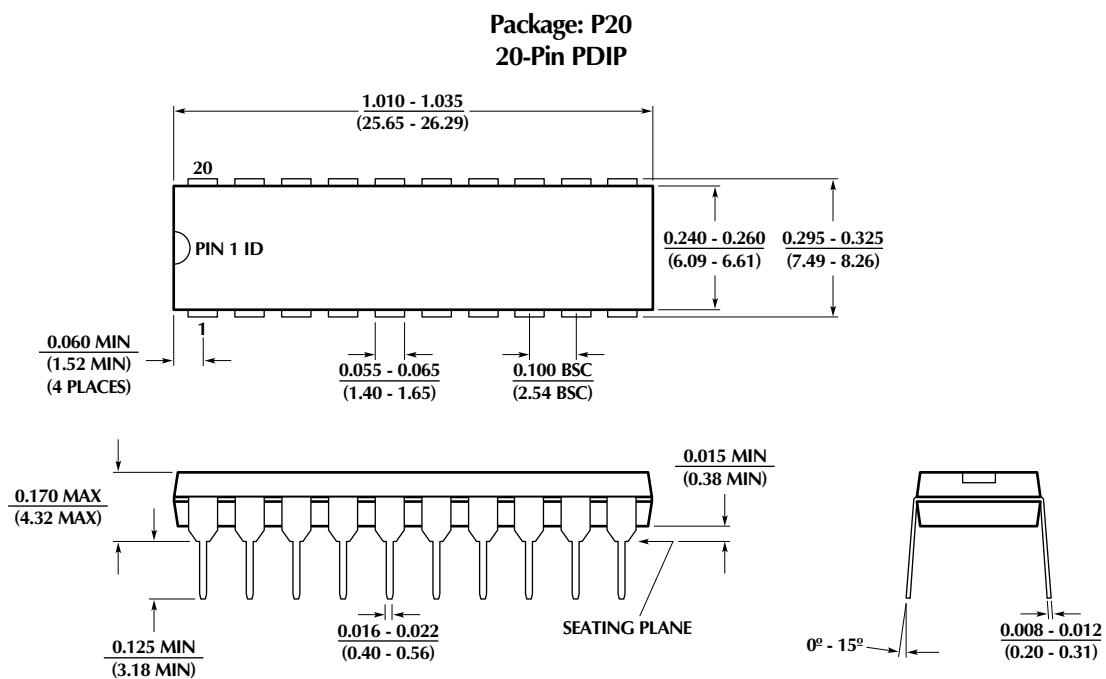 Package: P20
20-Pin PDIP
1.010 - 1.035
(25.65 - 26.29)
20
PIN 1 ID
0.240 - 0.260
(6.09 - 6.61)
0.295 - 0.325
(7.49 - 8.26)
1
0.060 MIN
(1.52 MIN)
(4 PLACES)
0.055 - 0.065
(1.40 - 1.65)
0.100 BSC
(2.54 BSC)
0.170 MAX
(4.32 MAX)
0.015 MIN
(0.38 MIN)
0.125 MIN
(3.18 MIN)
0.016 - 0.022
(0.40 - 0.56)
SEATING PLANE
0º - 15º
0.008 - 0.012
(0.20 - 0.31)